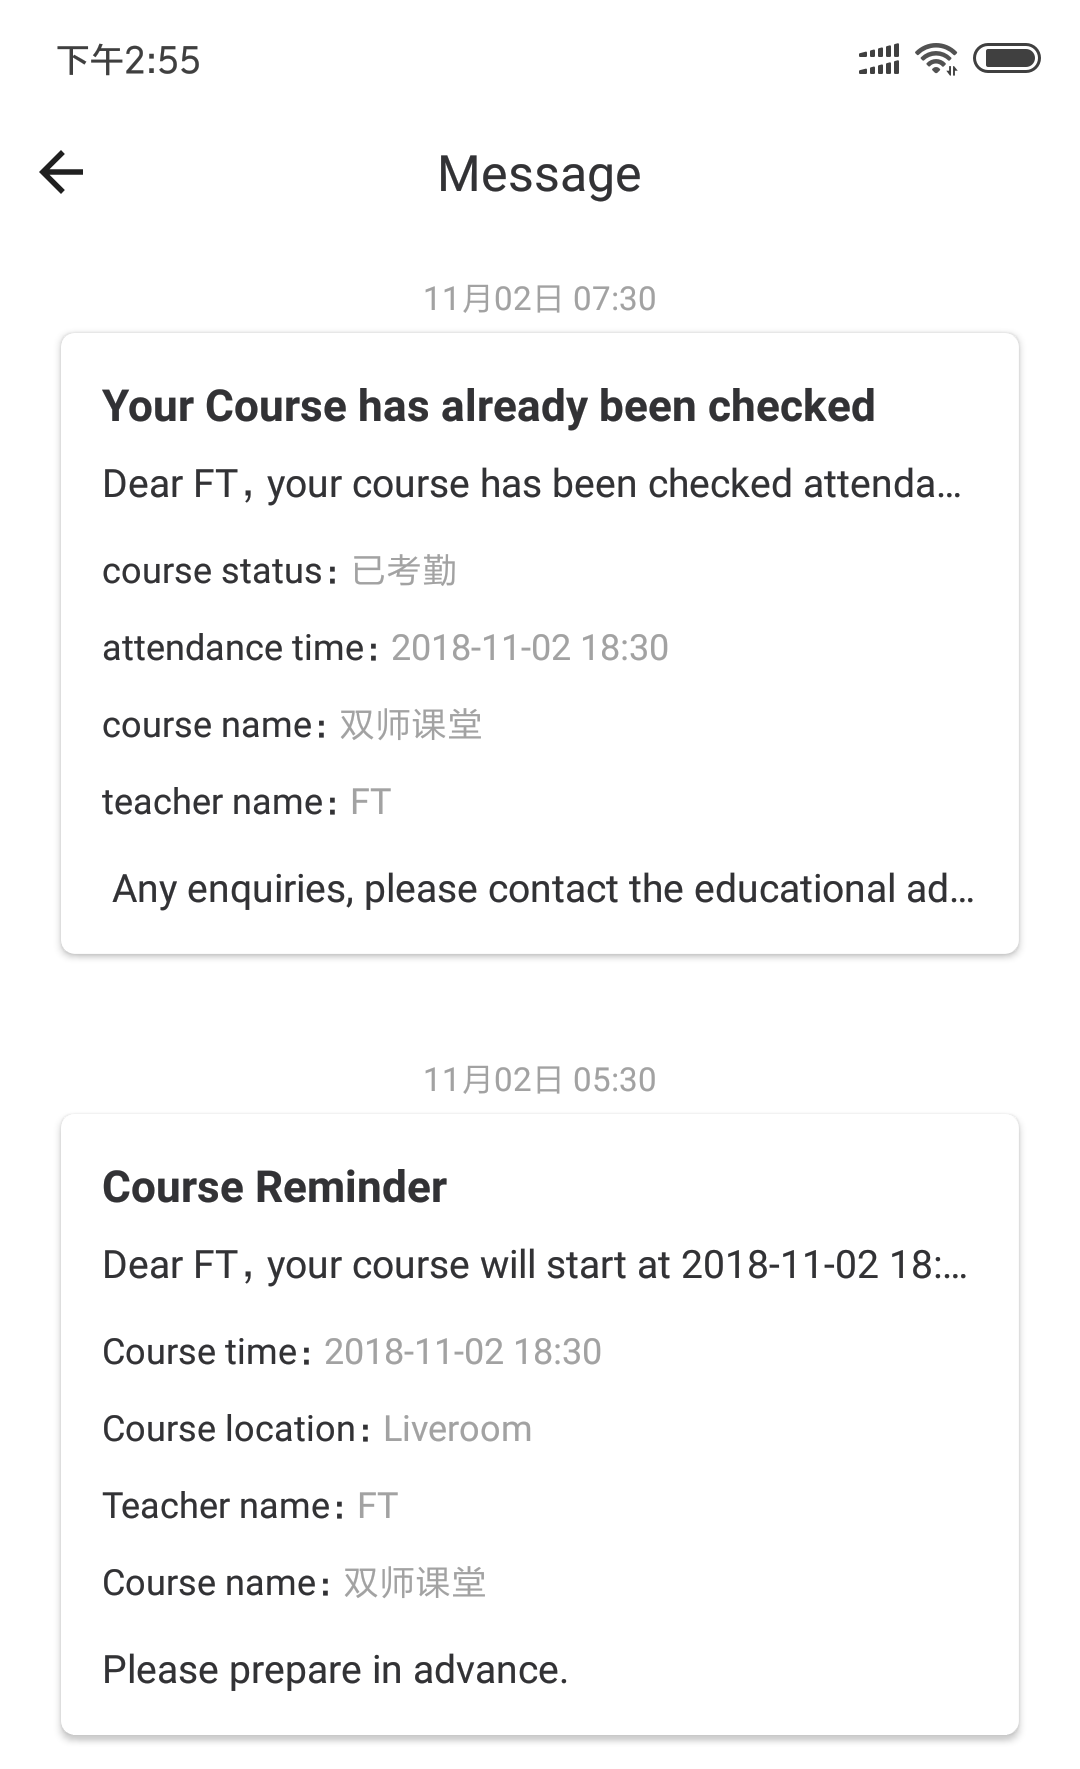 下午2:55
Message
11月02日 07:30
Your Course has already been checked
Dear FT，your course has been checked attenda...
course status：已考勤
attendance time：2018-11-02 18:30
course name：双师课堂
teacher name：FT
Any enquiries, please contact the educational ad...
11月02日 05:30
Course Reminder
Dear FT，your course will start at 2018-11-02 18:...
Course time：2018-11-02 18:30
Course location：Liveroom
Teacher name：FT
Course name：双师课堂
Please prepare in advance.